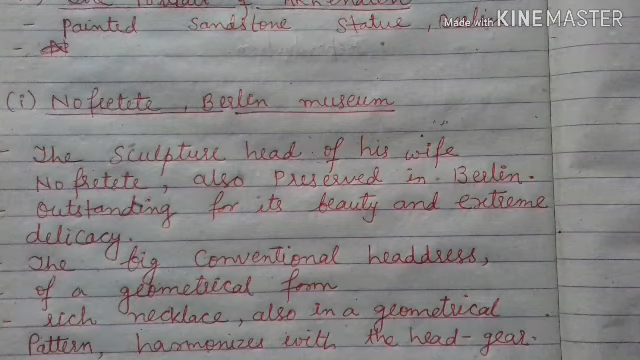 Made with KINEMASTER
- painted Sandstone Statue,
(i) Nofretete, Berlin museum
- The Sculpture head of his wife
Nofretete, also Preserved in Berlin.
- outstanding for its beauty and extreme
delicacy.
- The big Conventional headdress,
of a geometrical form
- rich necklace, also in a geometrical
Pattern, harmonizes with the head-gear.